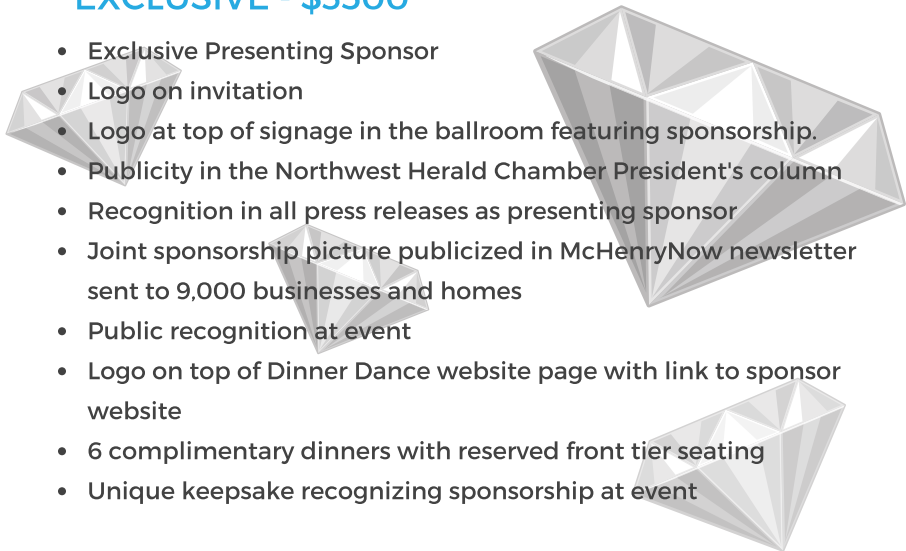 EXCLUSIVE - $3500
• Exclusive Presenting Sponsor
• Logo on invitation
• Logo at top of signage in the ballroom featuring sponsorship.
• Publicity in the Northwest Herald Chamber President's column
• Recognition in all press releases as presenting sponsor
• Joint sponsorship picture publicized in McHenryNow newsletter
sent to 9,000 businesses and homes
• Public recognition at event
• Logo on top of Dinner Dance website page with link to sponsor
website
• 6 complimentary dinners with reserved front tier seating
• Unique keepsake recognizing sponsorship at event